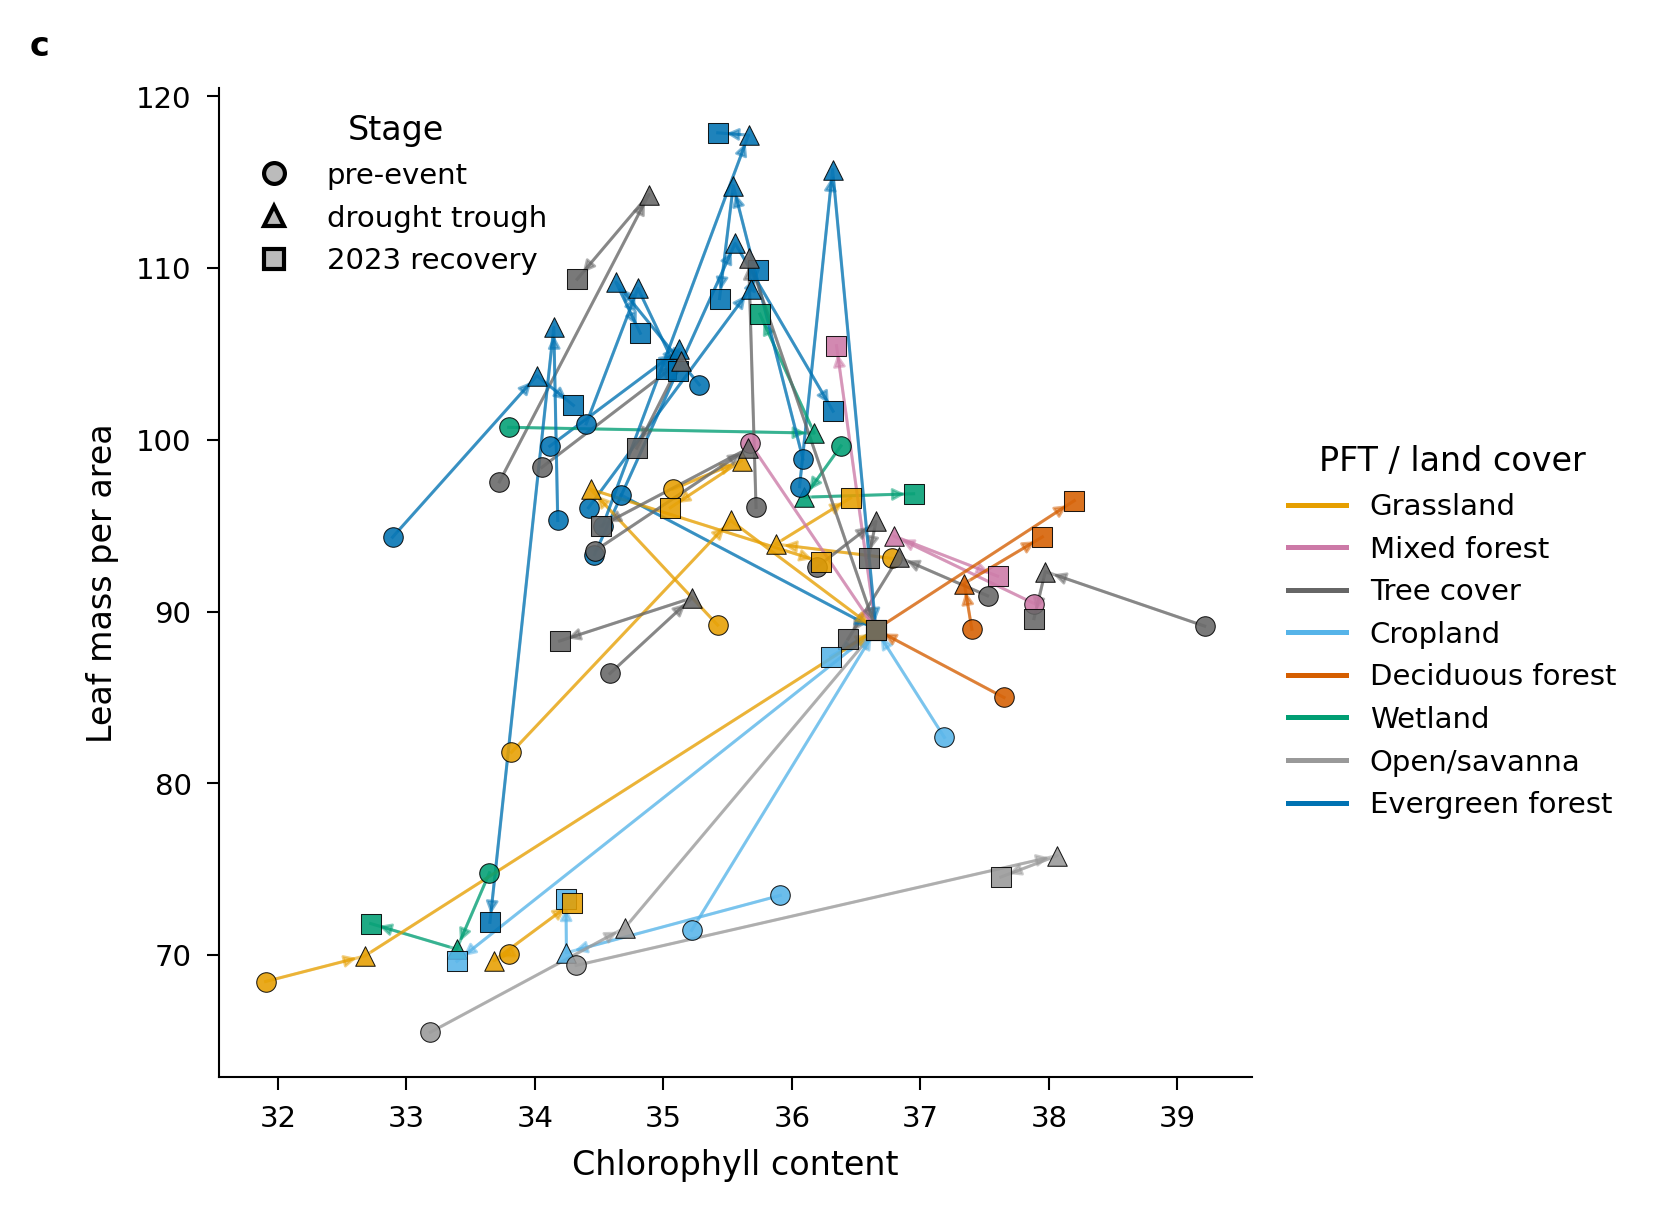 c
120
110
100
90
80
70
Leaf mass per area
32 33 34 35 36 37 38 39
Chlorophyll content
Stage
pre-event
drought trough
2023 recovery
PFT / land cover
Grassland
Mixed forest
Tree cover
Cropland
Deciduous forest
Wetland
Open/savanna
Evergreen forest